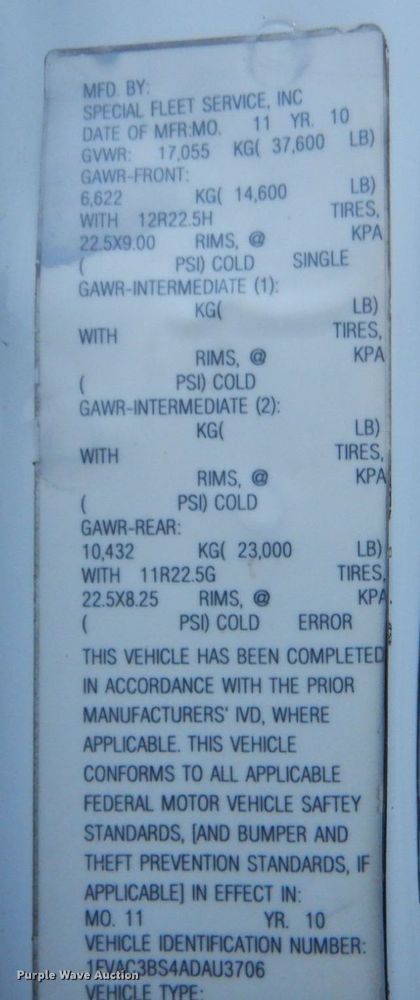 MFD. BY:
SPECIAL FLEET SERVICE, INC
DATE OF MFR:MO. 11 YR. 10
GVWR: 17,055 KG( 37,600 LB)
GAWR-FRONT:
6,622 KG( 14,600 LB)
WITH 12R22.5H TIRES,
22.5X9.00 RIMS, @ KPA
( PSI) COLD SINGLE
GAWR-INTERMEDIATE (1):
KG( LB)
WITH TIRES,
RIMS, @ KPA
( PSI) COLD
GAWR-INTERMEDIATE (2):
KG( LB)
WITH TIRES,
RIMS, @ KPA
( PSI) COLD
GAWR-REAR:
10,432 KG( 23,000 LB)
WITH 11R22.5G TIRES,
22.5X8.25 RIMS, @ KPA
( PSI) COLD ERROR
THIS VEHICLE HAS BEEN COMPLETED
IN ACCORDANCE WITH THE PRIOR
MANUFACTURERS' IVD, WHERE
APPLICABLE. THIS VEHICLE
CONFORMS TO ALL APPLICABLE
FEDERAL MOTOR VEHICLE SAFTEY
STANDARDS, [AND BUMPER AND
THEFT PREVENTION STANDARDS, IF
APPLICABLE] IN EFFECT IN:
MO. 11 YR. 10
VEHICLE IDENTIFICATION NUMBER:
1FVAC3BS4ADAU3706
VEHICLE TYPE:
Purple Wave Auction